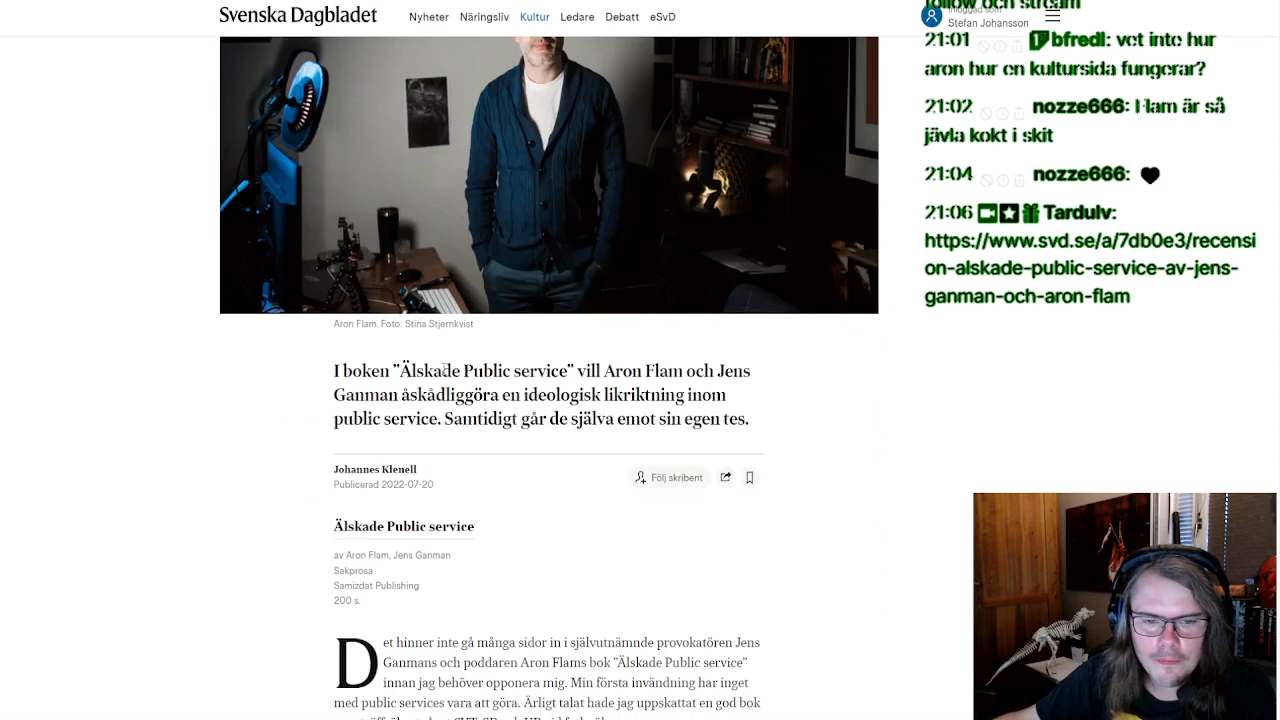 Svenska Dagbladet
Nyheter Näringsliv Kultur Ledare Debatt eSvD
Inloggad som
Stefan Johansson
follow och stream
21:01 bfredl: vet inte hur
aron hur en kultursida fungerar?
21:02 nozze666: Flam är så
jävla kokt i skit
21:04 nozze666:
21:06 Tardulv:
https://www.svd.se/a/7db0e3/recensi
on-alskade-public-service-av-jens-
ganman-och-aron-flam
Aron Flam. Foto: Stina Stjernkvist
I boken ”Älskade Public service” vill Aron Flam och Jens
Ganman åskådliggöra en ideologisk likriktning inom
public service. Samtidigt går de själva emot sin egen tes.
Johannes Klenell
Publicerad 2022-07-20
Följ skribent
Älskade Public service
av Aron Flam, Jens Ganman
Sakprosa
Samizdat Publishing
200 s.
Det hinner inte gå många sidor in i självutnämnde provokatören Jens
Ganmans och poddaren Aron Flams bok ”Älskade Public service”
innan jag behöver opponera mig. Min första invändning har inget
med public services vara att göra. Ärligt talat hade jag uppskattat en god bok